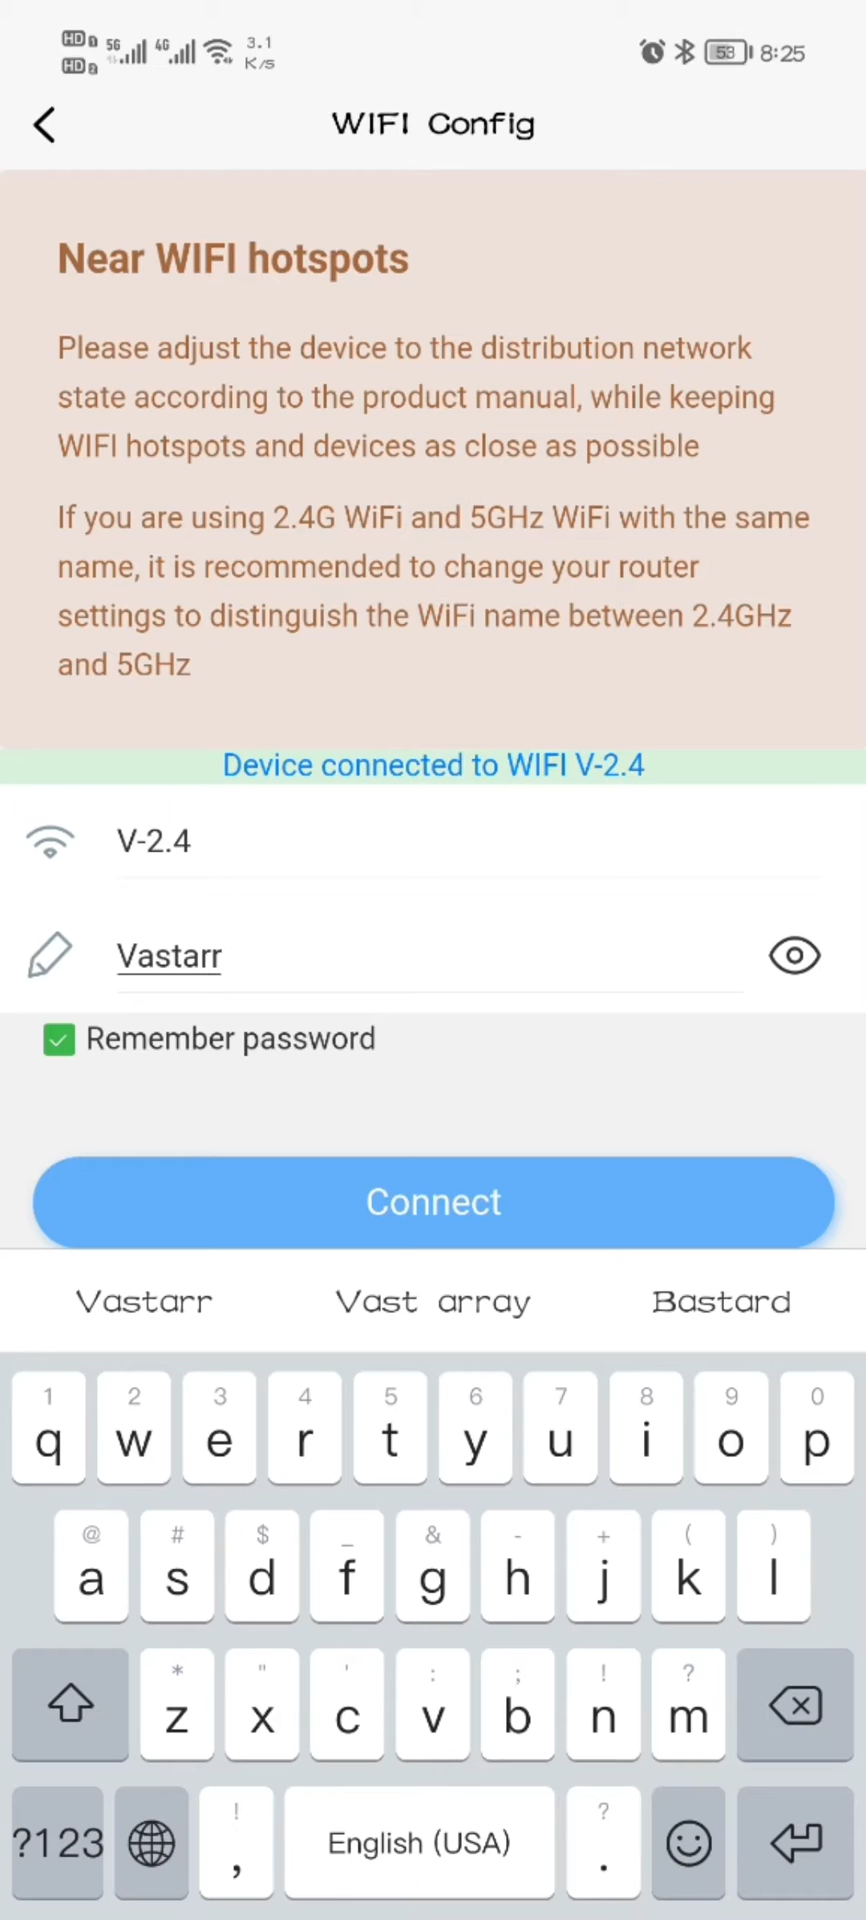 HD 1 5G 4G 3.1
HD 2 K/s 53 8:25
WIFI Config
Near WIFI hotspots
Please adjust the device to the distribution network
state according to the product manual, while keeping
WIFI hotspots and devices as close as possible
If you are using 2.4G WiFi and 5GHz WiFi with the same
name, it is recommended to change your router
settings to distinguish the WiFi name between 2.4GHz
and 5GHz
Device connected to WIFI V-2.4
V-2.4
Vastarr
Remember password
Connect
Vastarr Vast array Bastard
1 2 3 4 5 6 7 8 9 0
q w e r t y u i o p
@ # $ _ & - + ( )
a s d f g h j k l
* " ' : ; ! ?
z x c v b n m
! ?
?123 , English (USA) .